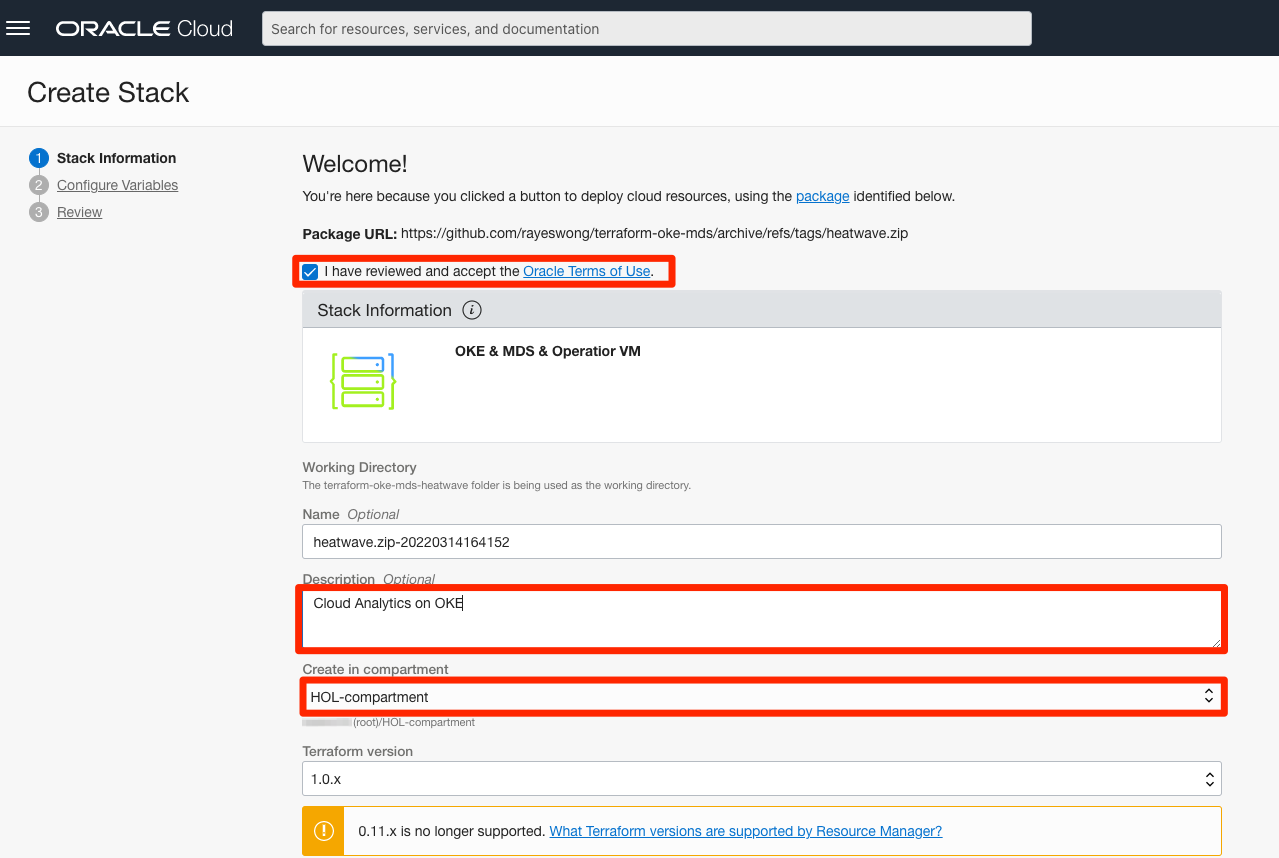 ORACLE Cloud
Search for resources, services, and documentation
Create Stack
1 Stack Information
2 Configure Variables
3 Review
Welcome!
You're here because you clicked a button to deploy cloud resources, using the package identified below.
Package URL: https://github.com/rayeswong/terraform-oke-mds/archive/refs/tags/heatwave.zip
I have reviewed and accept the Oracle Terms of Use.
Stack Information i
OKE & MDS & Operatior VM
Working Directory
The terraform-oke-mds-heatwave folder is being used as the working directory.
Name Optional
heatwave.zip-20220314164152
Description Optional
Cloud Analytics on OKE
Create in compartment
HOL-compartment
(root)/HOL-compartment
Terraform version
1.0.x
0.11.x is no longer supported. What Terraform versions are supported by Resource Manager?